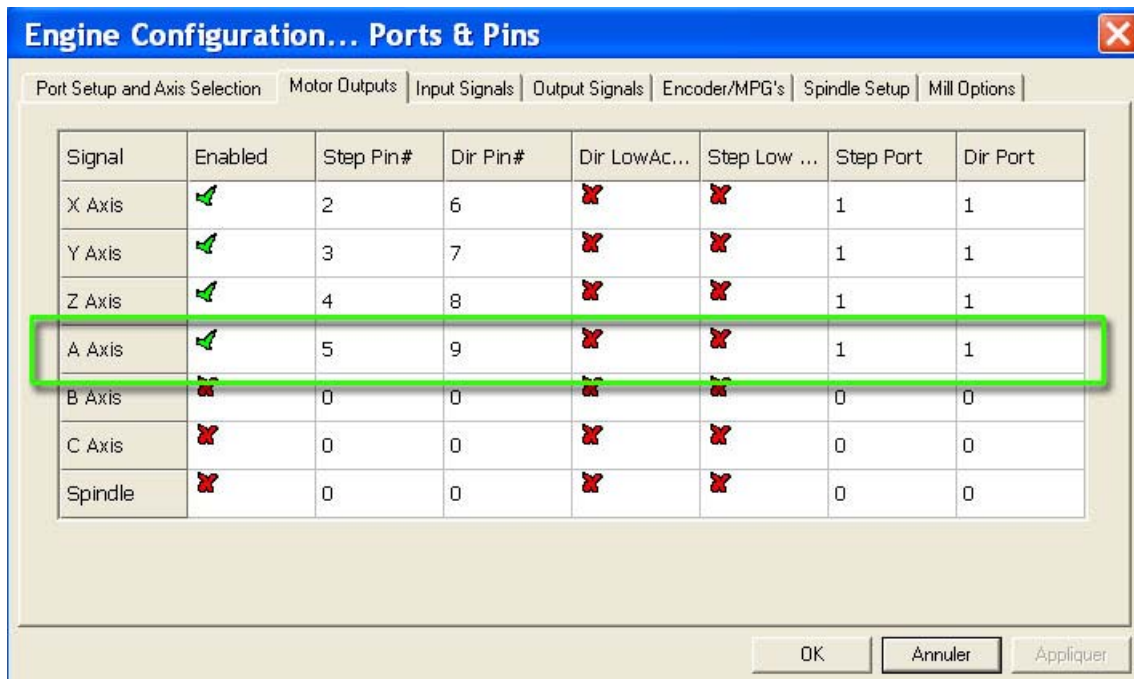 Engine Configuration... Ports & Pins
Port Setup and Axis Selection Motor Outputs Input Signals Output Signals Encoder/MPG's Spindle Setup Mill Options
Signal Enabled Step Pin# Dir Pin# Dir LowAc... Step Low ... Step Port Dir Port
X Axis 2 6 1 1
Y Axis 3 7 1 1
Z Axis 4 8 1 1
A Axis 5 9 1 1
B Axis 0 0 0 0
C Axis 0 0 0 0
Spindle 0 0 0 0
OK Annuler Appliquer